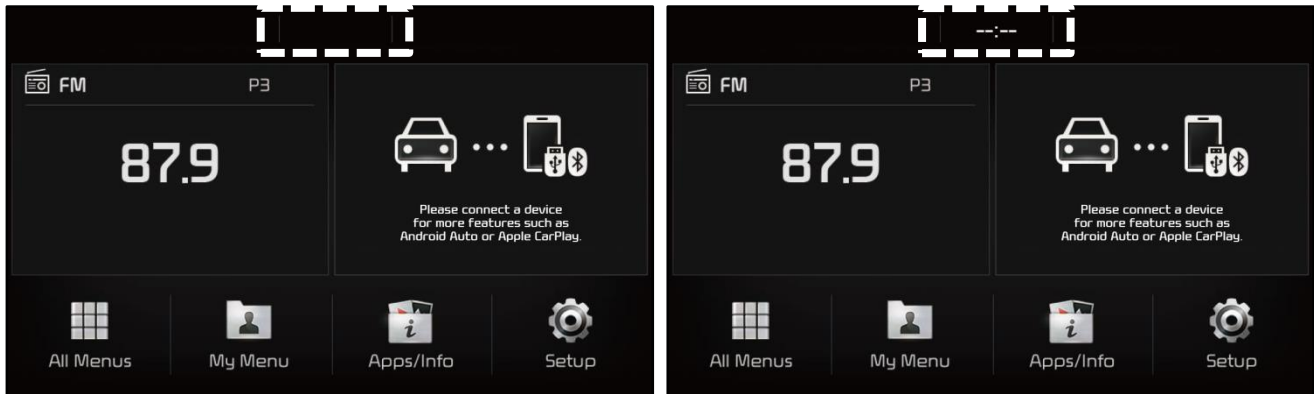 FM
P3
87.9
Please connect a device
for more features such as
Android Auto or Apple CarPlay.
All Menus
My Menu
Apps/Info
Setup
--:--
FM
P3
87.9
Please connect a device
for more features such as
Android Auto or Apple CarPlay.
All Menus
My Menu
Apps/Info
Setup